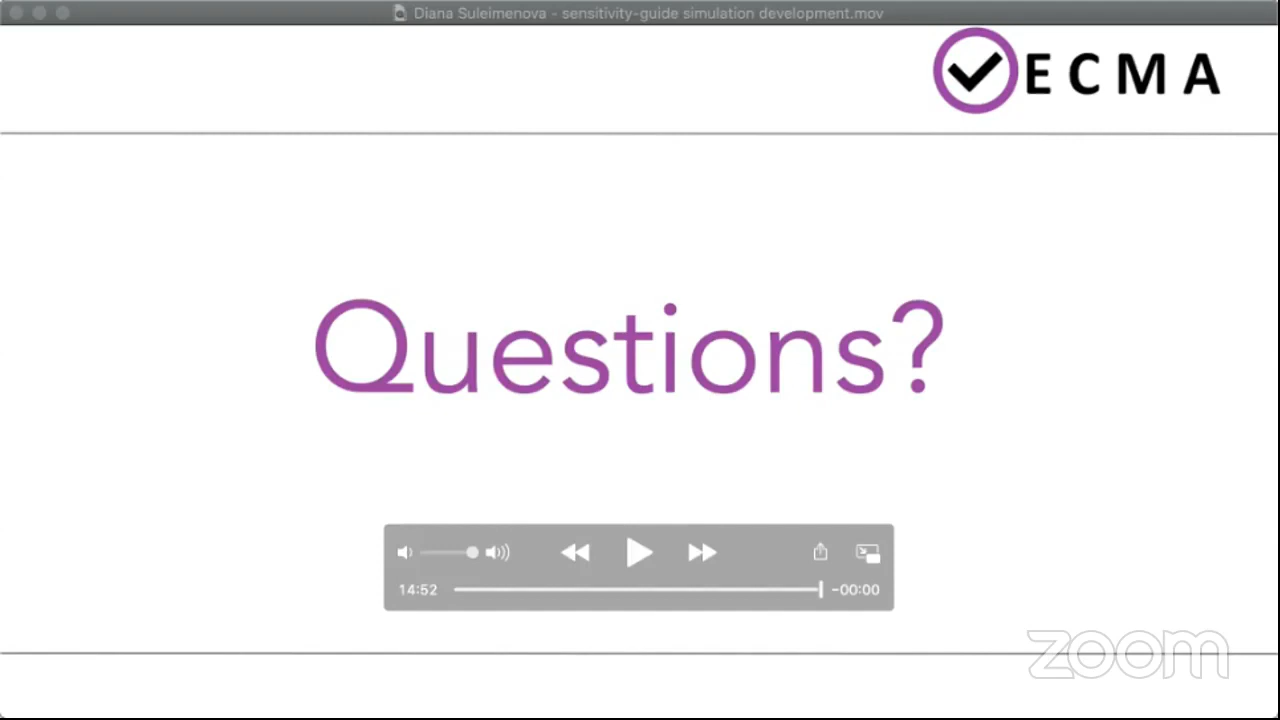 Diana Suleimenova - sensitivity-guide simulation development.mov
ECMA
Questions?
14:52
-00:00
zoom